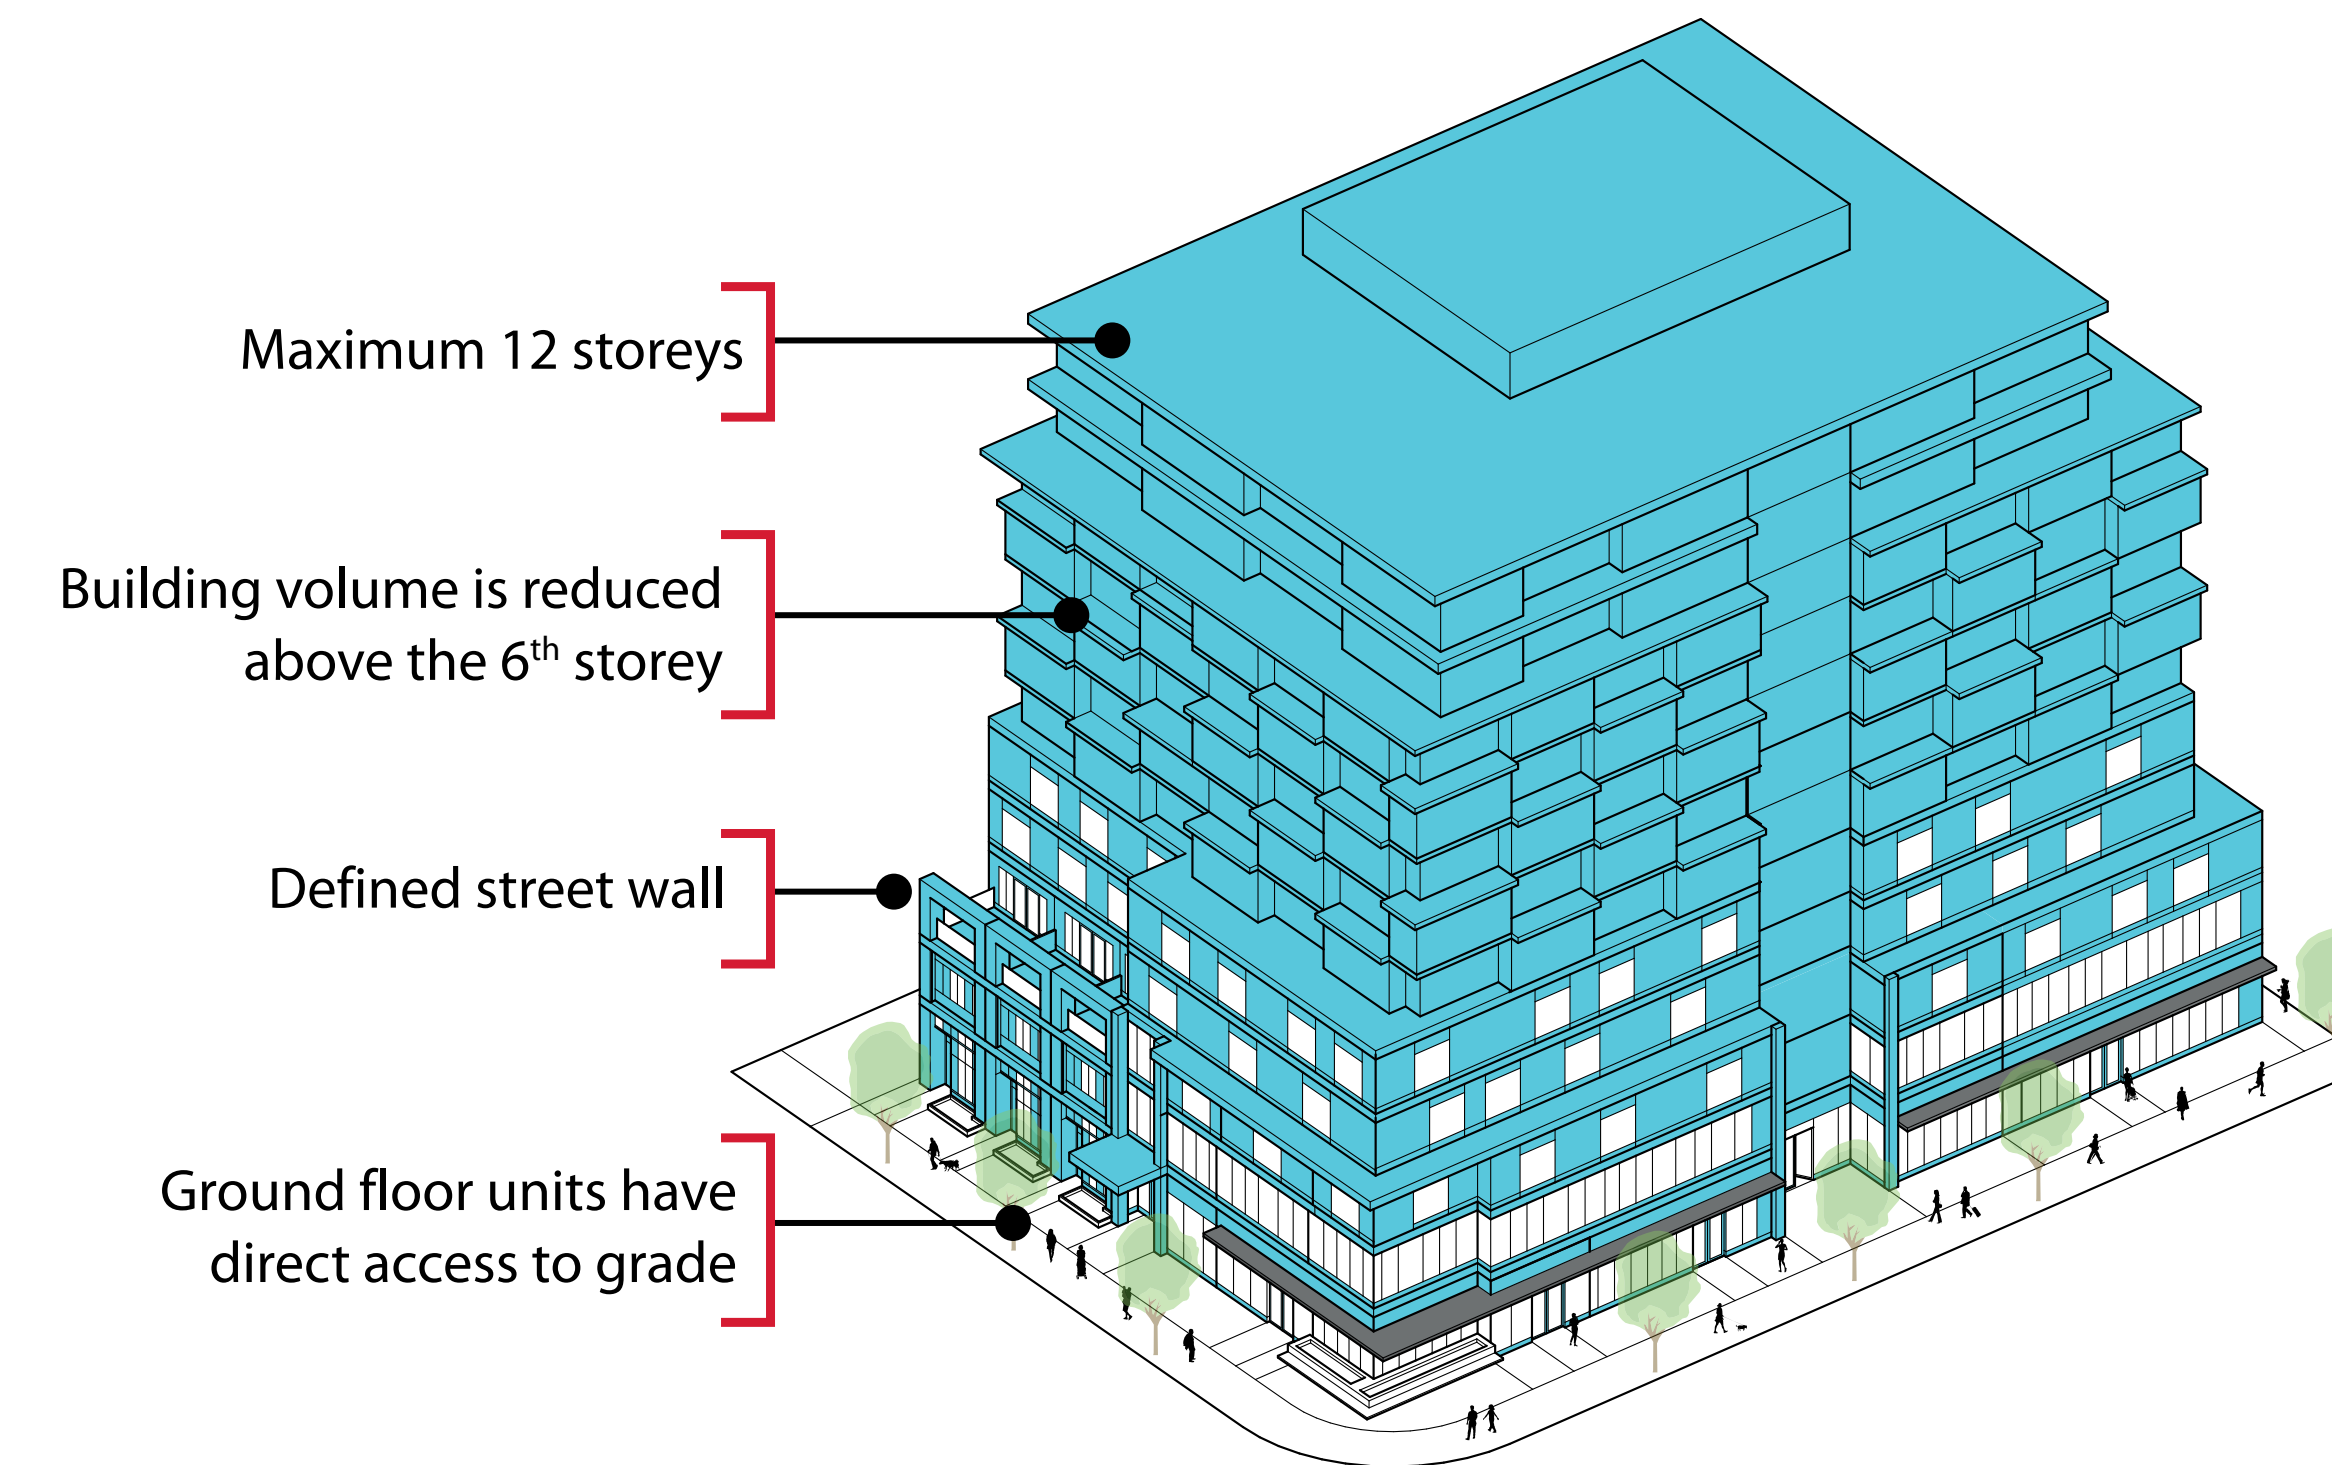 Maximum 12 storeys
Building volume is reduced
above the 6th storey
Defined street wall
Ground floor units have
direct access to grade